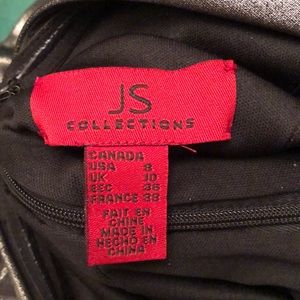 JS
COLLECTIONS
CANADA
USA 8
UK 10
EEC 36
FRANCE 38
FAIT EN
CHINE
MADE IN
HECHO EN
CHINA